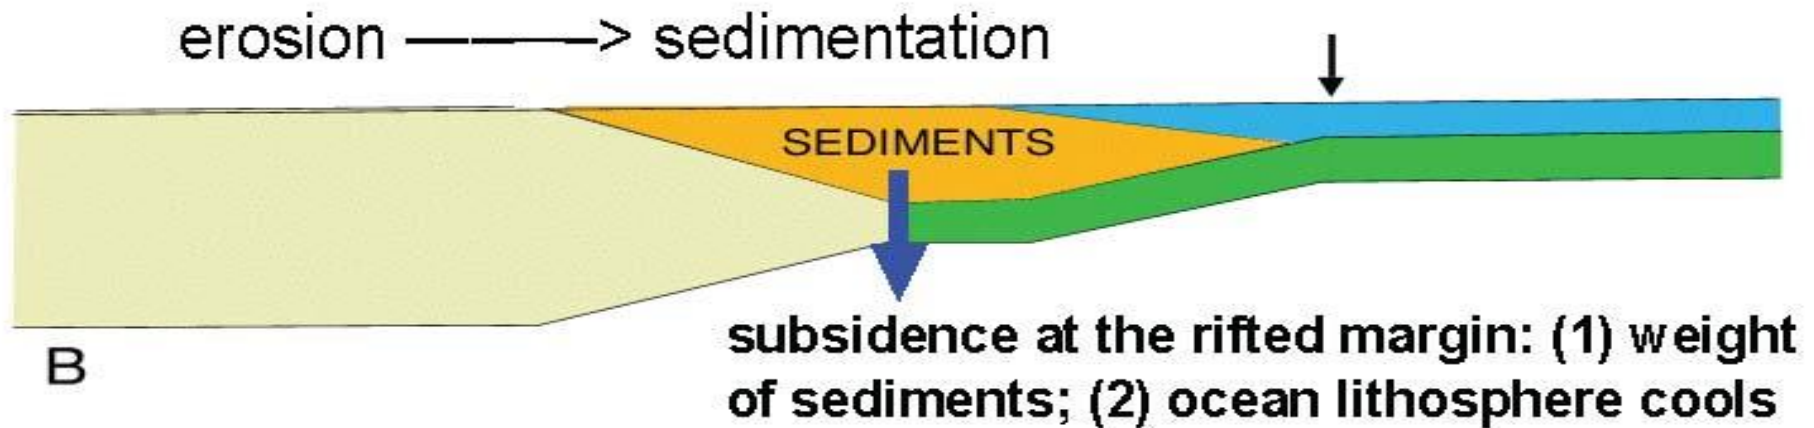 erosion ———> sedimentation
SEDIMENTS
B
subsidence at the rifted margin: (1) weight
of sediments; (2) ocean lithosphere cools